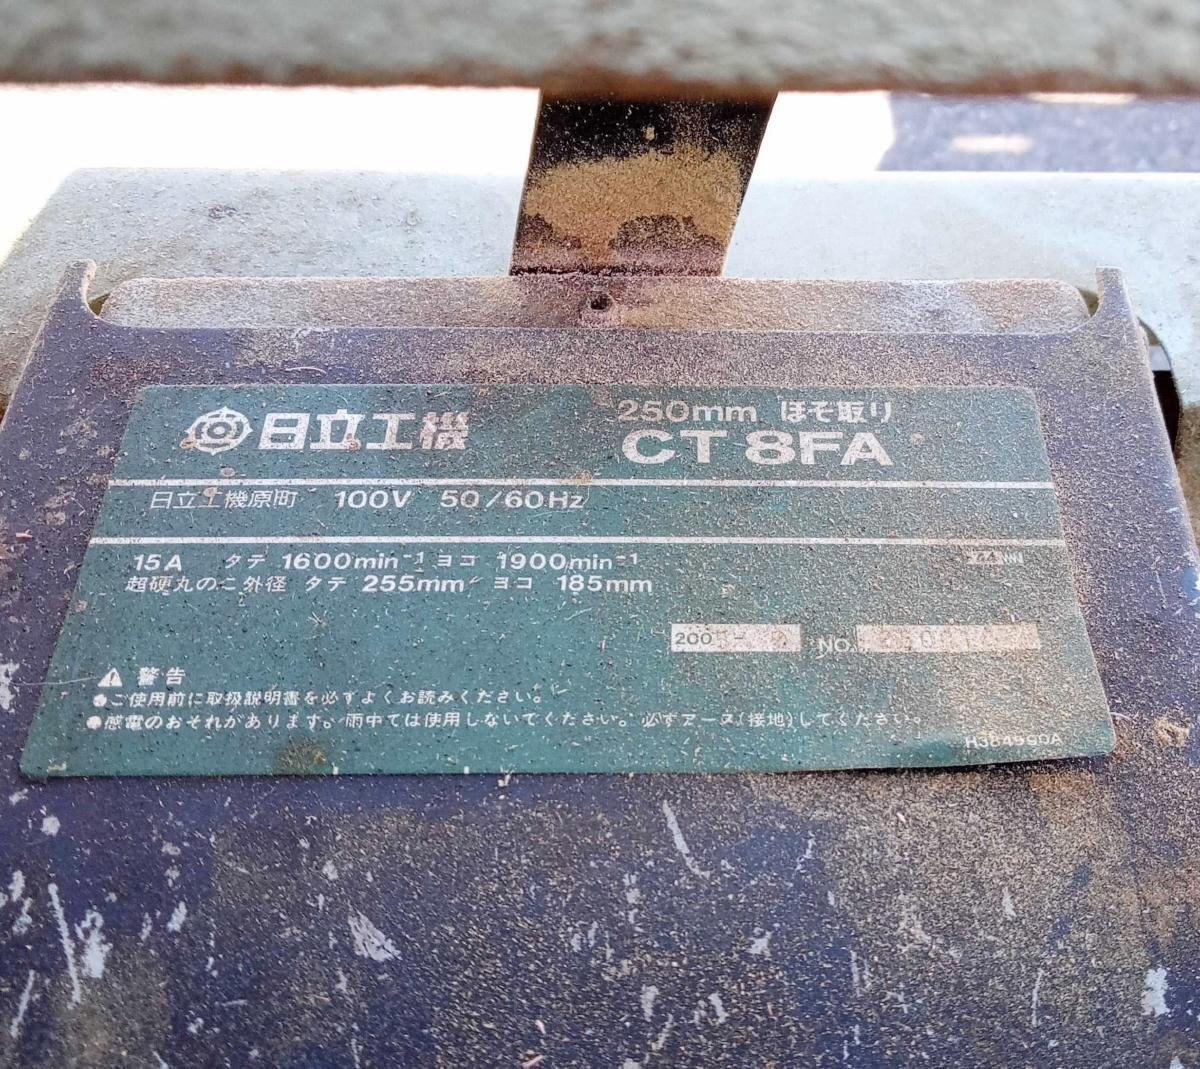 日立工機
250mm ほぞ取り
CT 8FA
日立工機原町 100V 50/60Hz
15A タテ 1600min⁻¹ ヨコ 1900min⁻¹
超硬丸のこ外径 タテ 255mm ヨコ 185mm
200
NO.
警告
●ご使用前に取扱説明書を必ずよくお読みください。
●感電のおそれがあります。雨中では使用しないでください。必ずアース(接地)してください。